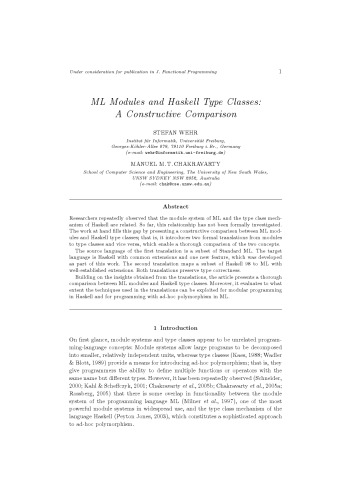 Under consideration for publication in J. Functional Programming 1
ML Modules and Haskell Type Classes:
A Constructive Comparison
STEFAN WEHR
Institut für Informatik, Universität Freiburg,
Georges-Köhler-Allee 079, 79110 Freiburg i. Br., Germany
(e-mail: wehr@informatik.uni-freiburg.de)
MANUEL M. T. CHAKRAVARTY
School of Computer Science and Engineering, The University of New South Wales,
UNSW SYDNEY NSW 2052, Australia
(e-mail: chak@cse.unsw.edu.au)
Abstract
Researchers repeatedly observed that the module system of ML and the type class mech-
anism of Haskell are related. So far, this relationship has not been formally investigated.
The work at hand fills this gap by presenting a constructive comparison between ML mod-
ules and Haskell type classes; that is, it introduces two formal translations from modules
to type classes and vice versa, which enable a thorough comparison of the two concepts.
The source language of the first translation is a subset of Standard ML. The target
language is Haskell with common extensions and one new feature, which was developed
as part of this work. The second translation maps a subset of Haskell 98 to ML with
well-established extensions. Both translations preserve type correctness.
Building on the insights obtained from the translations, the article presents a thorough
comparison between ML modules and Haskell type classes. Moreover, it evaluates to what
extent the techniques used in the translations can be exploited for modular programming
in Haskell and for programming with ad-hoc polymorphism in ML.
1 Introduction
On first glance, module systems and type classes appear to be unrelated program-
ming-language concepts: Module systems allow large programs to be decomposed
into smaller, relatively independent units, whereas type classes (Kaes, 1988; Wadler
& Blott, 1989) provide a means for introducing ad-hoc polymorphism; that is, they
give programmers the ability to define multiple functions or operators with the
same name but different types. However, it has been repeatedly observed (Schneider,
2000; Kahl & Scheffczyk, 2001; Chakravarty et al., 2005b; Chakravarty et al., 2005a;
Rossberg, 2005) that there is some overlap in functionality between the module
system of the programming language ML (Milner et al., 1997), one of the most
powerful module systems in widespread use, and the type class mechanism of the
language Haskell (Peyton Jones, 2003), which constitutes a sophisticated approach
to ad-hoc polymorphism.